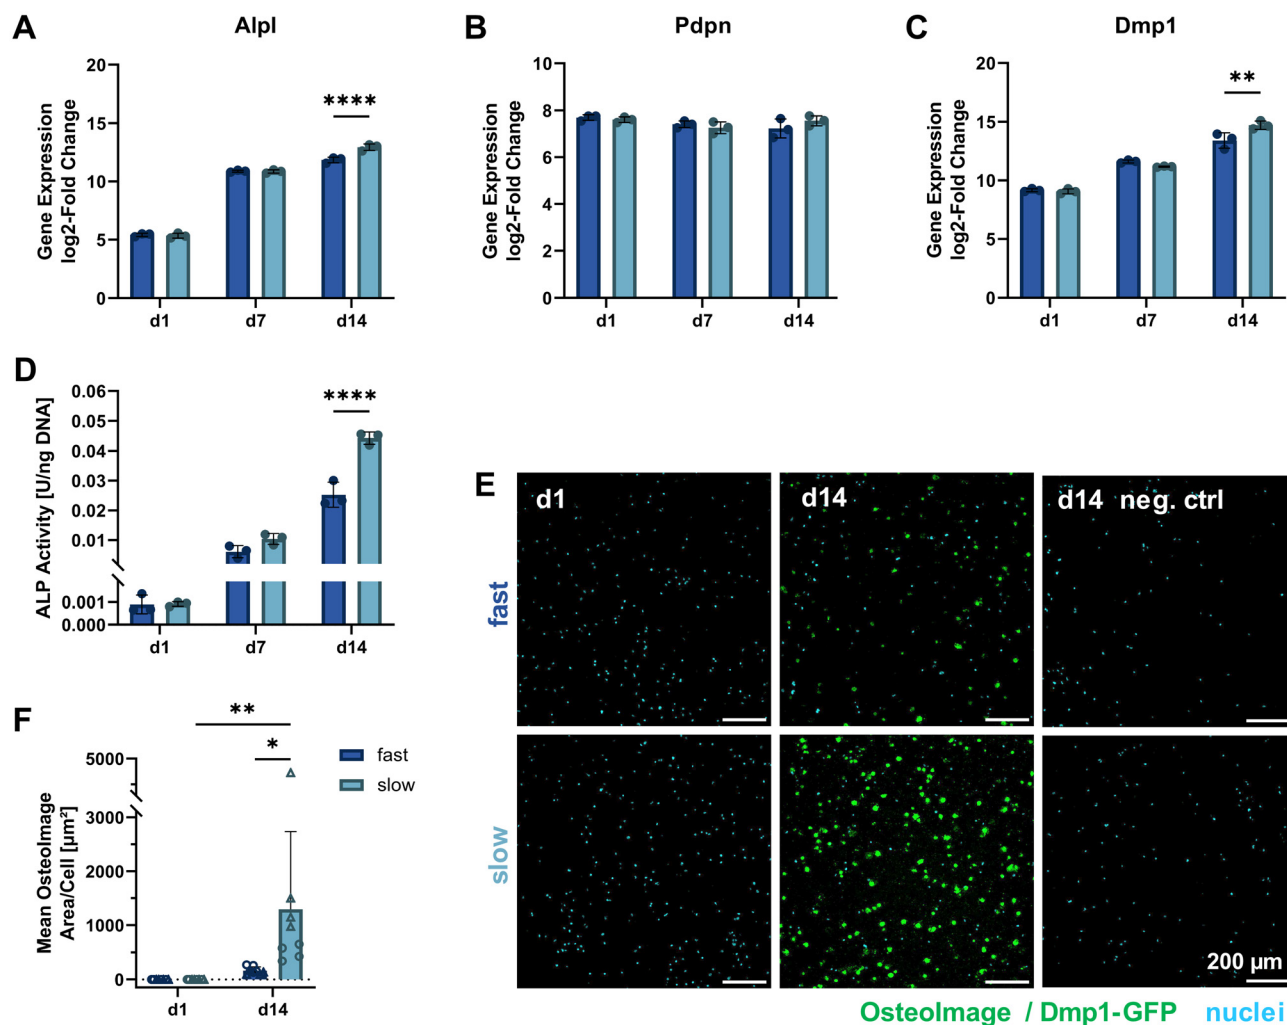 A
Alpl
Gene Expression
log2-Fold Change
20
15
10
5
0
****
d1
d7
d14
B
Pdpn
Gene Expression
log2-Fold Change
10
8
6
4
2
0
d1
d7
d14
C
Dmp1
Gene Expression
log2-Fold Change
20
15
10
5
0
**
d1
d7
d14
D
ALP Activity [U/ng DNA]
0.06
0.05
0.04
0.03
0.02
0.01
0.001
0.000
****
d1
d7
d14
E
d1
d14
d14 neg. ctrl
fast
slow
200 µm
OsteoImage / Dmp1-GFP nuclei
F
Mean OsteoImage
Area/Cell [µm²]
5000
3000
2000
1000
0
**
*
d1
d14
fast
slow